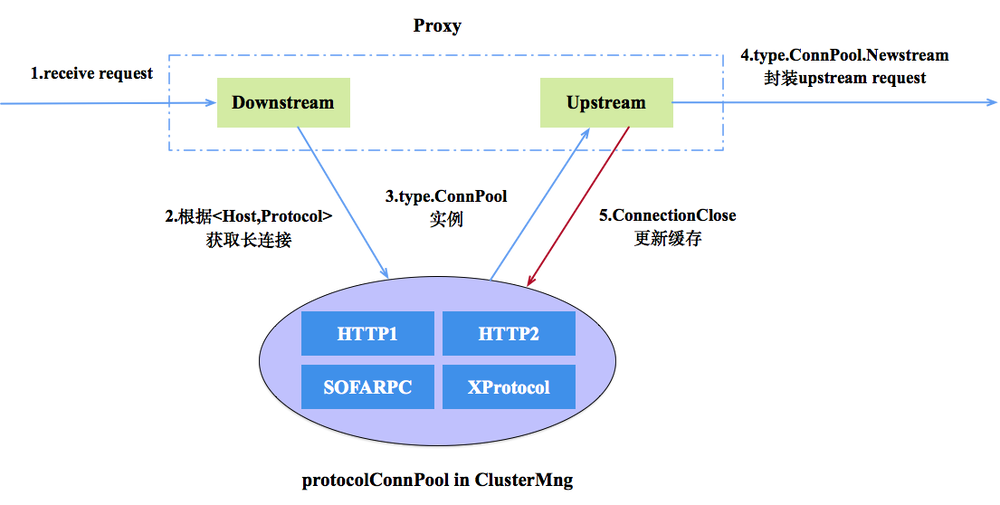 Proxy
1.receive request
Downstream
Upstream
4.type.ConnPool.Newstream
封装upstream request
2.根据<Host,Protocol>
获取长连接
3.type.ConnPool
实例
5.ConnectionClose
更新缓存
HTTP1
HTTP2
SOFARPC
XProtocol
protocolConnPool in ClusterMng